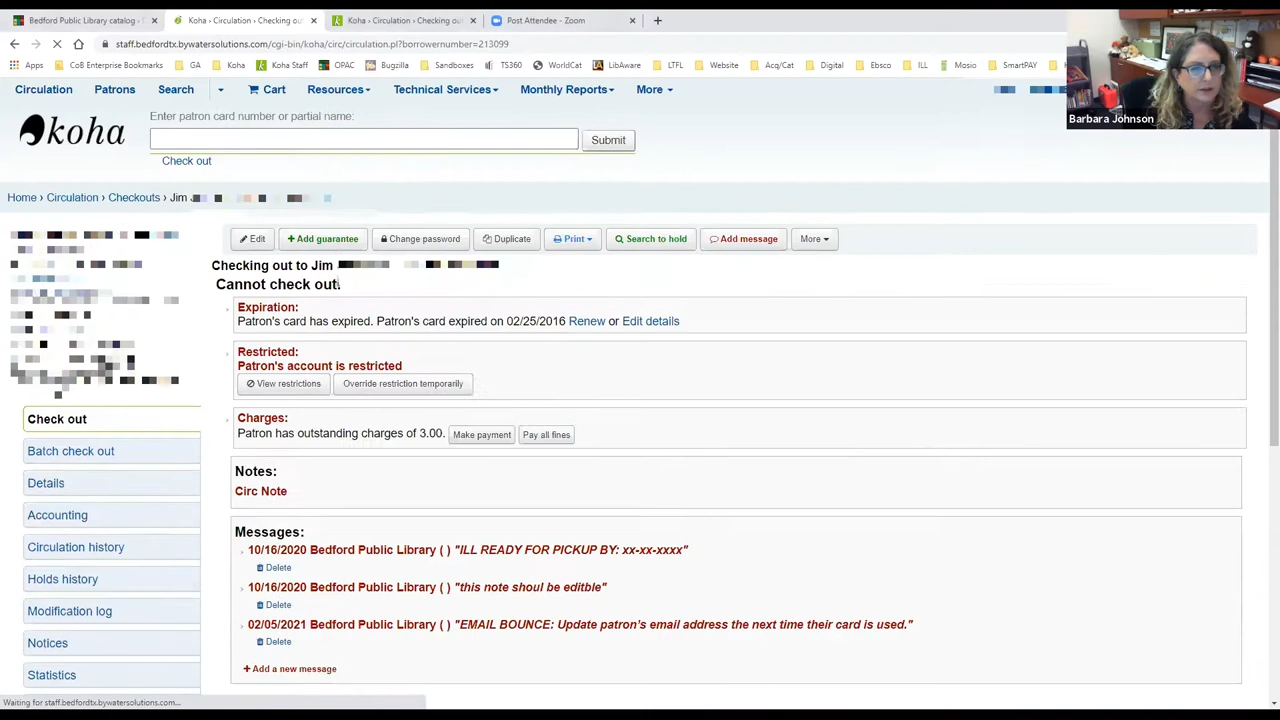 Bedford Public Library catalog ›
Koha › Circulation › Checking ou
Koha › Circulation › Checking ou
Post Attendee - Zoom
staff.bedfordtx.bywatersolutions.com/cgi-bin/koha/circ/circulation.pl?borrowernumber=213099
Apps CoB Enterprise Bookmarks GA Koha Koha Staff OPAC Bugzilla Sandboxes TS360 WorldCat LibAware LTFL Website Acq/Cat Digital Ebsco ILL Mosio SmartPAY
Circulation Patrons Search Cart Resources Technical Services Monthly Reports More
Barbara Johnson
Enter patron card number or partial name:
koha
Submit
Check out
Home › Circulation › Checkouts › Jim
Edit + Add guarantee Change password Duplicate Print Search to hold Add message More
Checking out to Jim
Cannot check out!
Expiration:
Patron's card has expired. Patron's card expired on 02/25/2016 Renew or Edit details
Restricted:
Patron's account is restricted
View restrictions Override restriction temporarily
Charges:
Patron has outstanding charges of 3.00. Make payment Pay all fines
Notes:
Circ Note
Messages:
10/16/2020 Bedford Public Library ( ) "ILL READY FOR PICKUP BY: xx-xx-xxxx"
Delete
10/16/2020 Bedford Public Library ( ) "this note shoul be editble"
Delete
02/05/2021 Bedford Public Library ( ) "EMAIL BOUNCE: Update patron's email address the next time their card is used."
Delete
+ Add a new message
Check out
Batch check out
Details
Accounting
Circulation history
Holds history
Modification log
Notices
Statistics
Waiting for staff.bedfordtx.bywatersolutions.com...